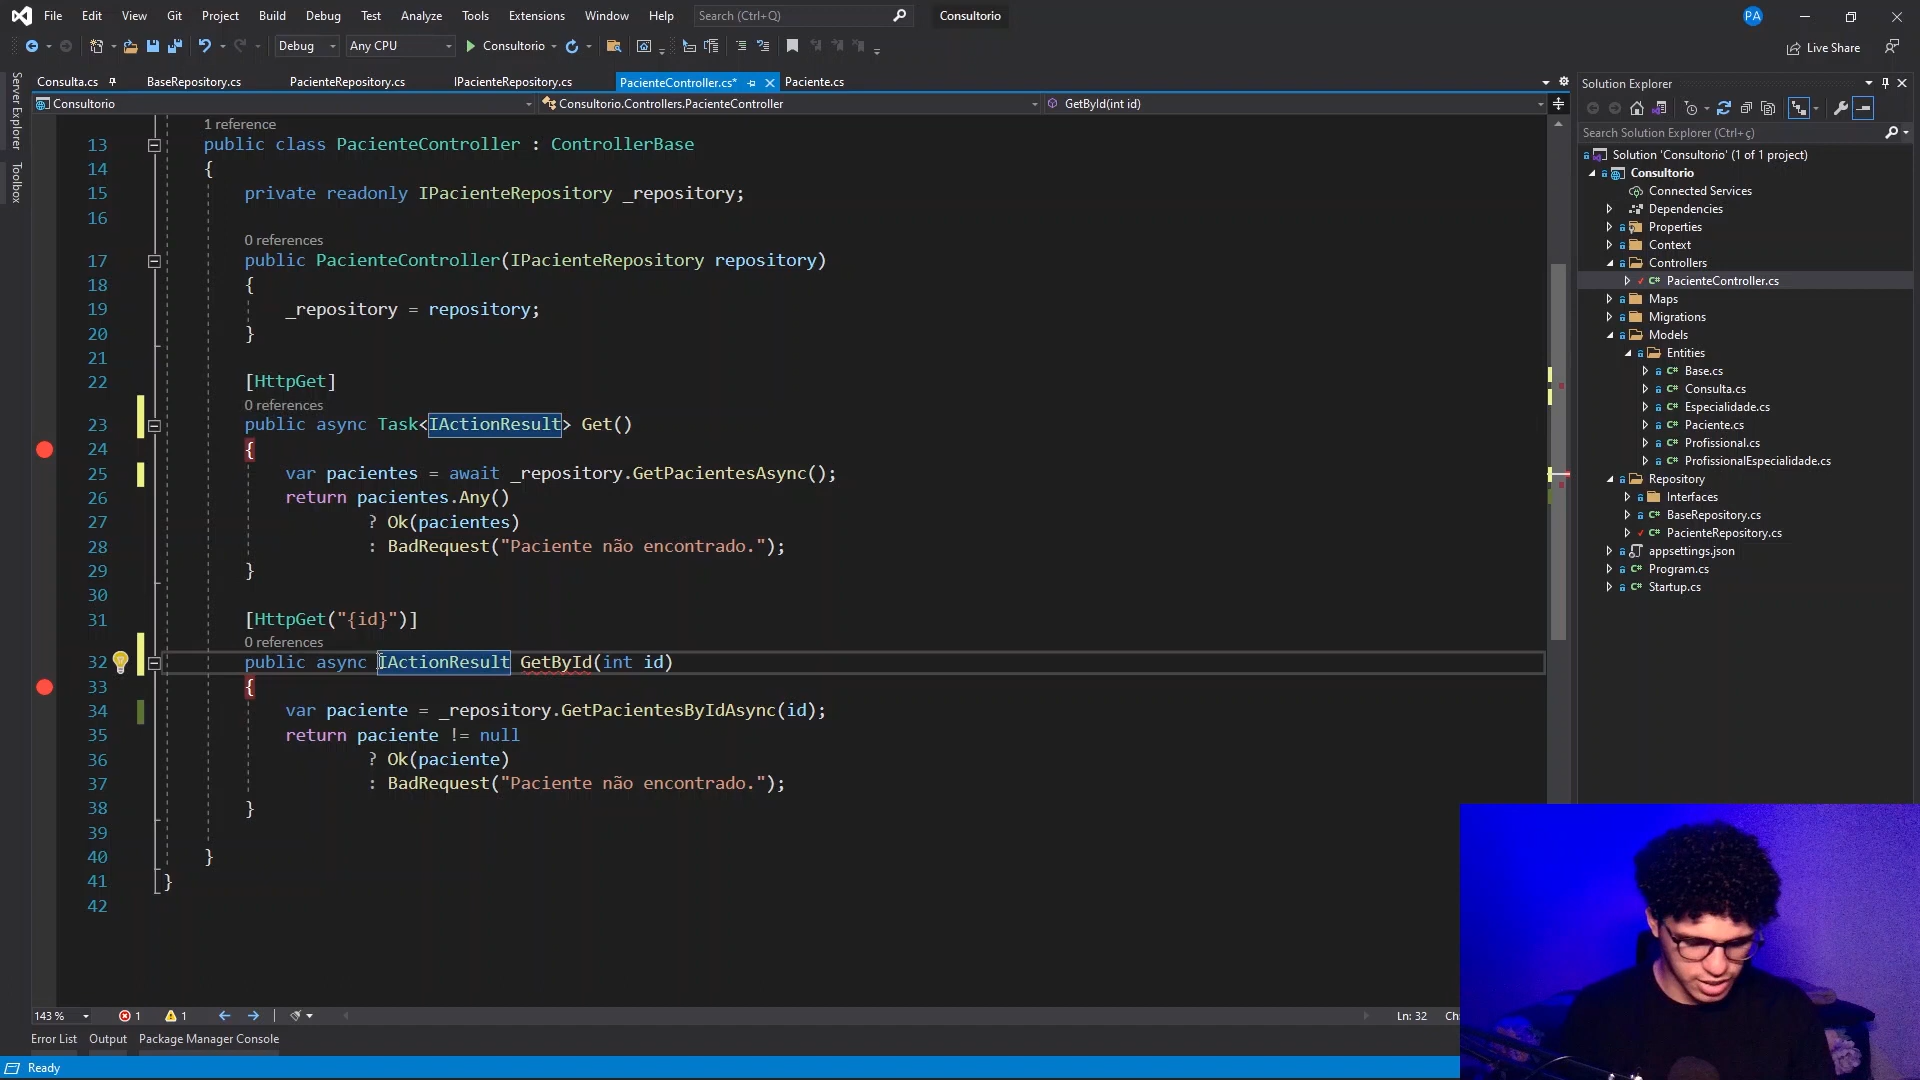 File Edit View Git Project Build Debug Test Analyze Tools Extensions Window Help Search (Ctrl+Q) Consultorio PA
Debug Any CPU Consultorio Live Share
Consulta.cs BaseRepository.cs PacienteRepository.cs IPacienteRepository.cs PacienteController.cs* Paciente.cs
Consultorio Consultorio.Controllers.PacienteController GetById(int id)
Server Explorer
Toolbox
1 reference
13 public class PacienteController : ControllerBase
14 {
15 private readonly IPacienteRepository _repository;
16
0 references
17 public PacienteController(IPacienteRepository repository)
18 {
19 _repository = repository;
20 }
21
22 [HttpGet]
0 references
23 public async Task<IActionResult> Get()
24 {
25 var pacientes = await _repository.GetPacientesAsync();
26 return pacientes.Any()
27 ? Ok(pacientes)
28 : BadRequest("Paciente não encontrado.");
29 }
30
31 [HttpGet("{id}")]
0 references
32 public async IActionResult GetById(int id)
33 {
34 var paciente = _repository.GetPacientesByIdAsync(id);
35 return paciente != null
36 ? Ok(paciente)
37 : BadRequest("Paciente não encontrado.");
38 }
39
40 }
41 }
42
143 % 1 1 Ln: 32 Ch:
Error List Output Package Manager Console
Ready
Solution Explorer
Search Solution Explorer (Ctrl+ç)
Solution 'Consultorio' (1 of 1 project)
Consultorio
Connected Services
Dependencies
Properties
Context
Controllers
C# PacienteController.cs
Maps
Migrations
Models
Entities
C# Base.cs
C# Consulta.cs
C# Especialidade.cs
C# Paciente.cs
C# Profissional.cs
C# ProfissionalEspecialidade.cs
Repository
Interfaces
C# BaseRepository.cs
C# PacienteRepository.cs
appsettings.json
C# Program.cs
C# Startup.cs